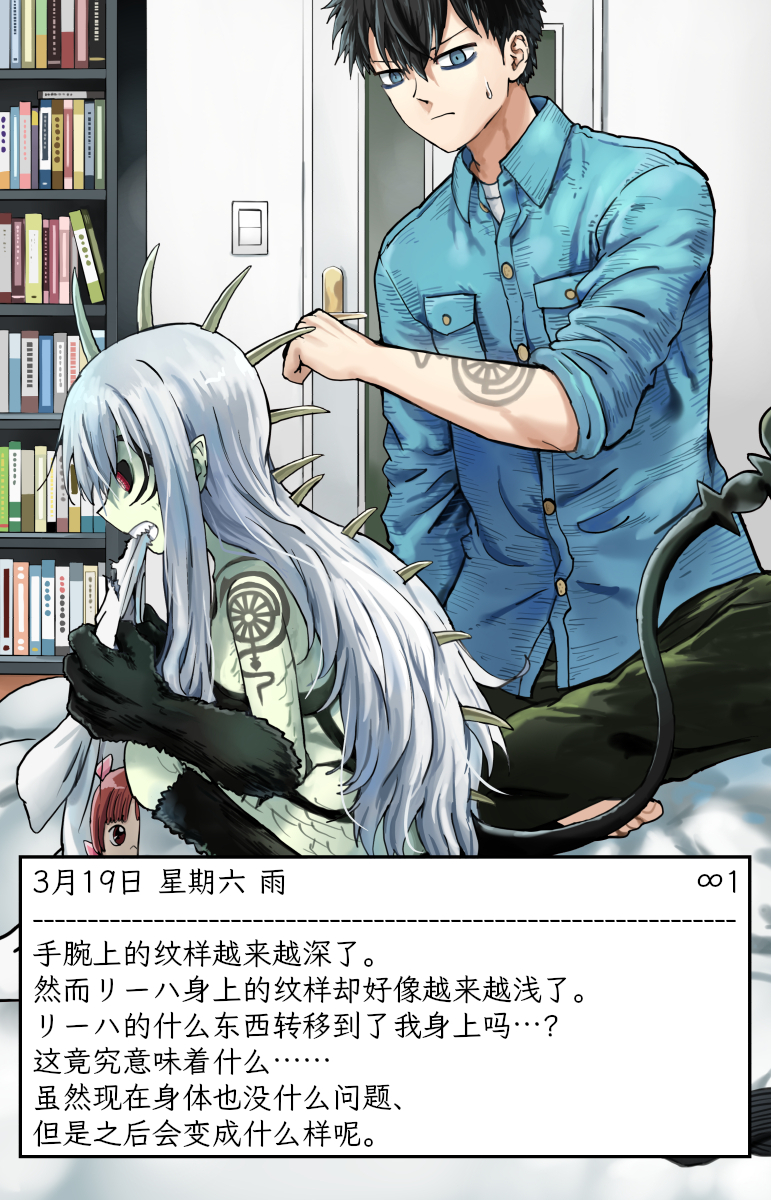 3月19日 星期六 雨 ∞1
手腕上的纹样越来越深了。
然而リーハ身上的纹样却好像越来越浅了。
リーハ的什么东西转移到了我身上吗…？
这竟究意味着什么……
虽然现在身体也没什么问题、
但是之后会变成什么样呢。